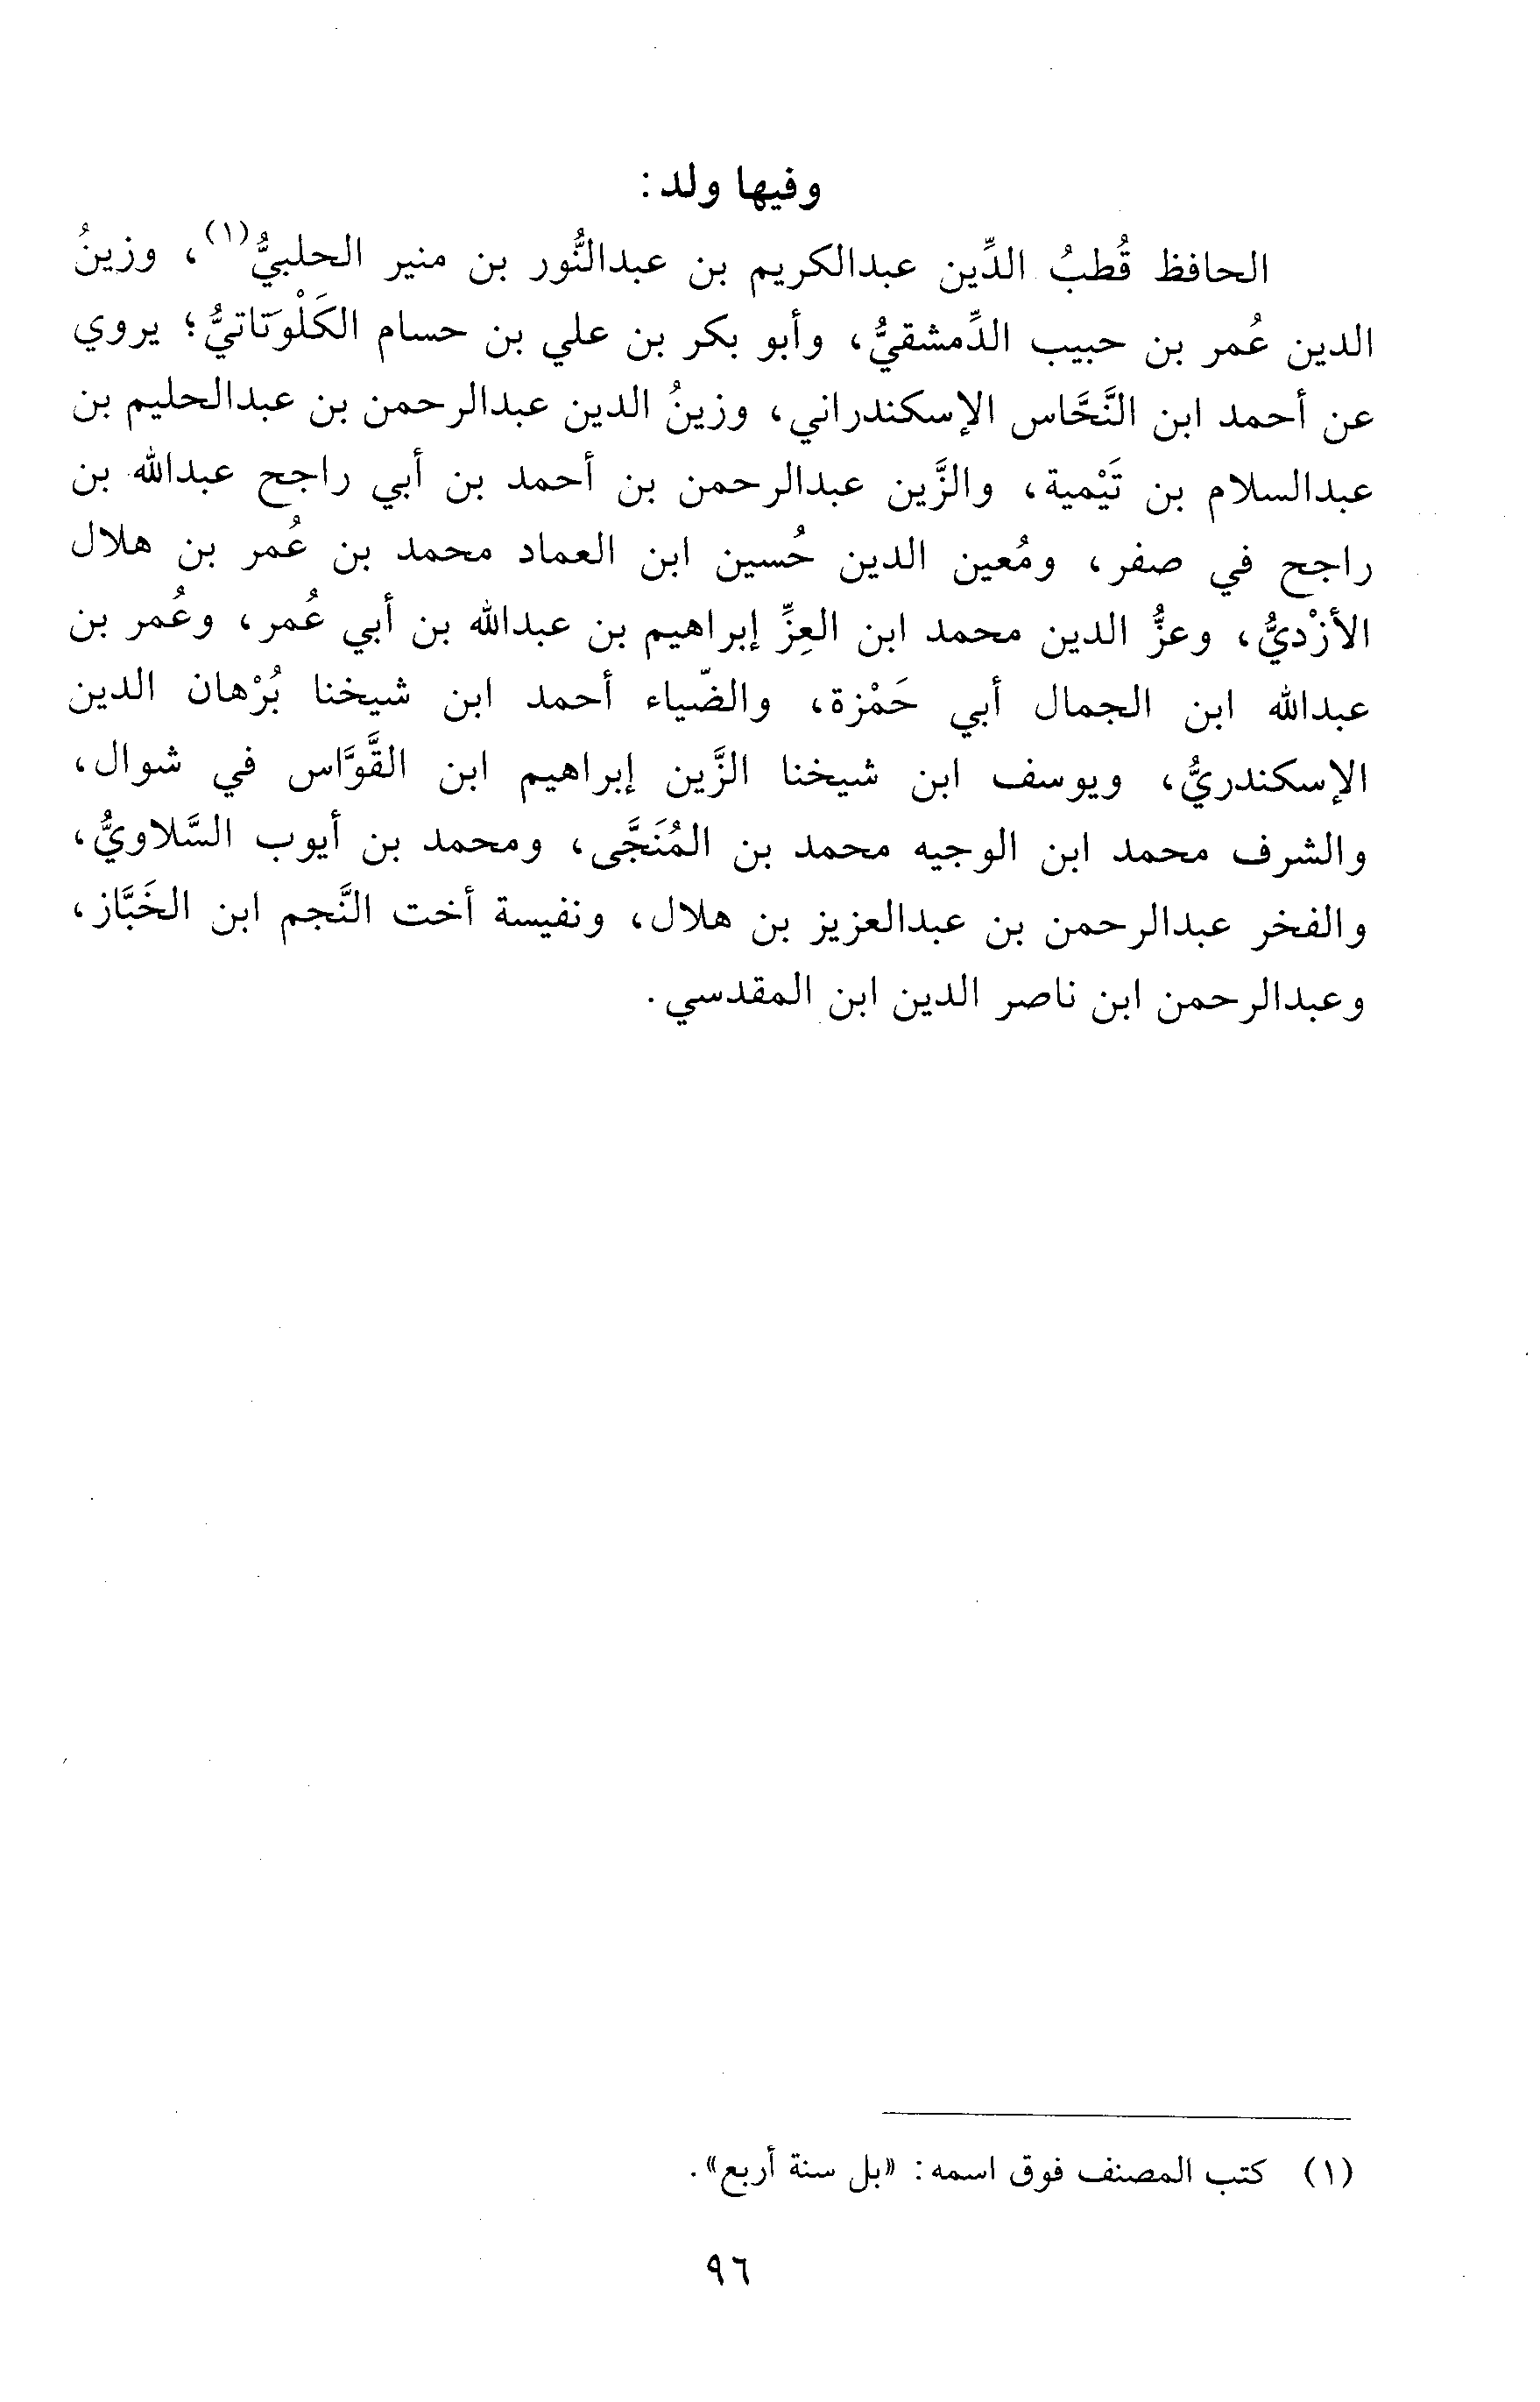 وفيها ولد:
الحافظ قُطبُ الدِّين عبدالكريم بن عبدالنُّور بن منير الحلبيُّ(١)، وزينُ
الدين عُمر بن حبيب الدِّمشقيُّ، وأبو بكر بن علي بن حسام الكَلْوَتاتيُّ؛ يروي
عن أحمد ابن النَّحَّاس الإسكندراني، وزينُ الدين عبدالرحمن بن عبدالحليم بن
عبدالسلام بن تَيْمية، والزَّين عبدالرحمن بن أحمد بن أبي راجح عبدالله بن
راجح في صفر، ومُعين الدين حُسين ابن العماد محمد بن عُمر بن هلال
الأزْديُّ، وعزُّ الدين محمد ابن العِزِّ إبراهيم بن عبدالله بن أبي عُمر، وعُمر بن
عبدالله ابن الجمال أبي حَمْزة، والضّياء أحمد ابن شيخنا بُرْهان الدين
الإسكندريُّ، ويوسف ابن شيخنا الزَّين إبراهيم ابن القَّوَّاس في شوال،
والشرف محمد ابن الوجيه محمد بن المُنَجَّى، ومحمد بن أيوب السَّلاويُّ،
والفخر عبدالرحمن بن عبدالعزيز بن هلال، ونفيسة أخت النَّجم ابن الخَبَّاز،
وعبدالرحمن ابن ناصر الدين ابن المقدسي.
(١) كتب المصنف فوق اسمه: «بل سنة أربع».
٩٦